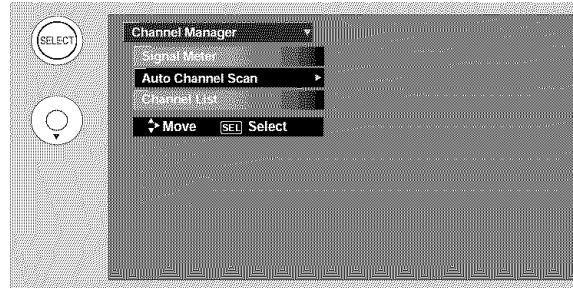 SELECT
Channel Manager
Signal Meter
Auto Channel Scan
Channel List
Move SEL Select